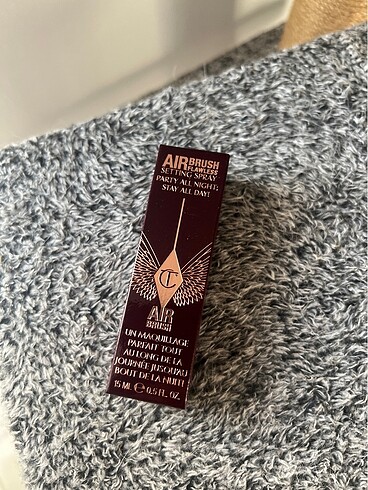 AIRBRUSH
FLAWLESS
SETTING SPRAY
PARTY ALL NIGHT;
STAY ALL DAY!
CT
AIR
BRUSH
UN MAQUILLAGE
PARFAIT TOUT
AU LONG DE LA
JOURNÉE JUSQU'AU
BOUT DE LA NUIT!
15 ML ℮ 0.5 FL. OZ.